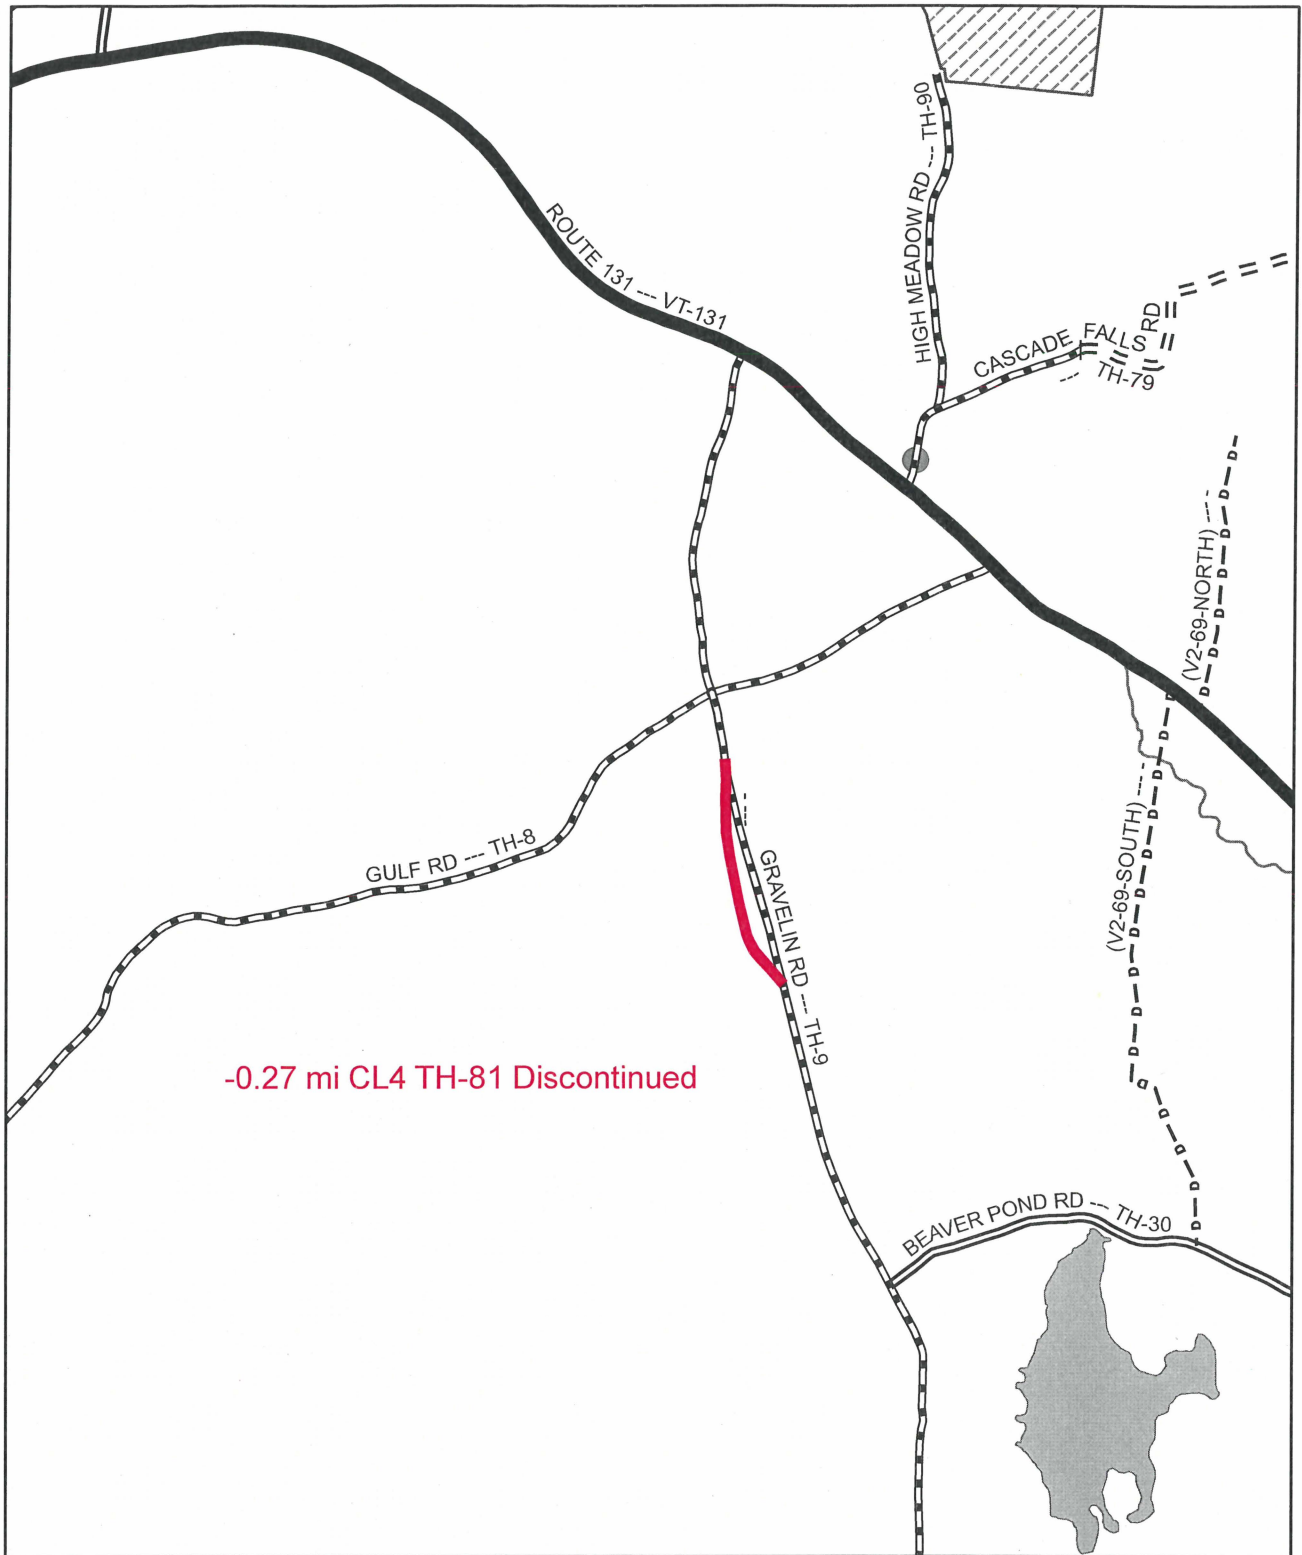 HIGH MEADOW RD --- TH-90
ROUTE 131 --- VT-131
CASCADE FALLS RD
--- TH-79
(V2-69-NORTH) ----
GULF RD --- TH-8
---- GRAVELIN RD --- TH-9
(V2-69-SOUTH) ----
-0.27 mi CL4 TH-81 Discontinued
BEAVER POND RD --- TH-30